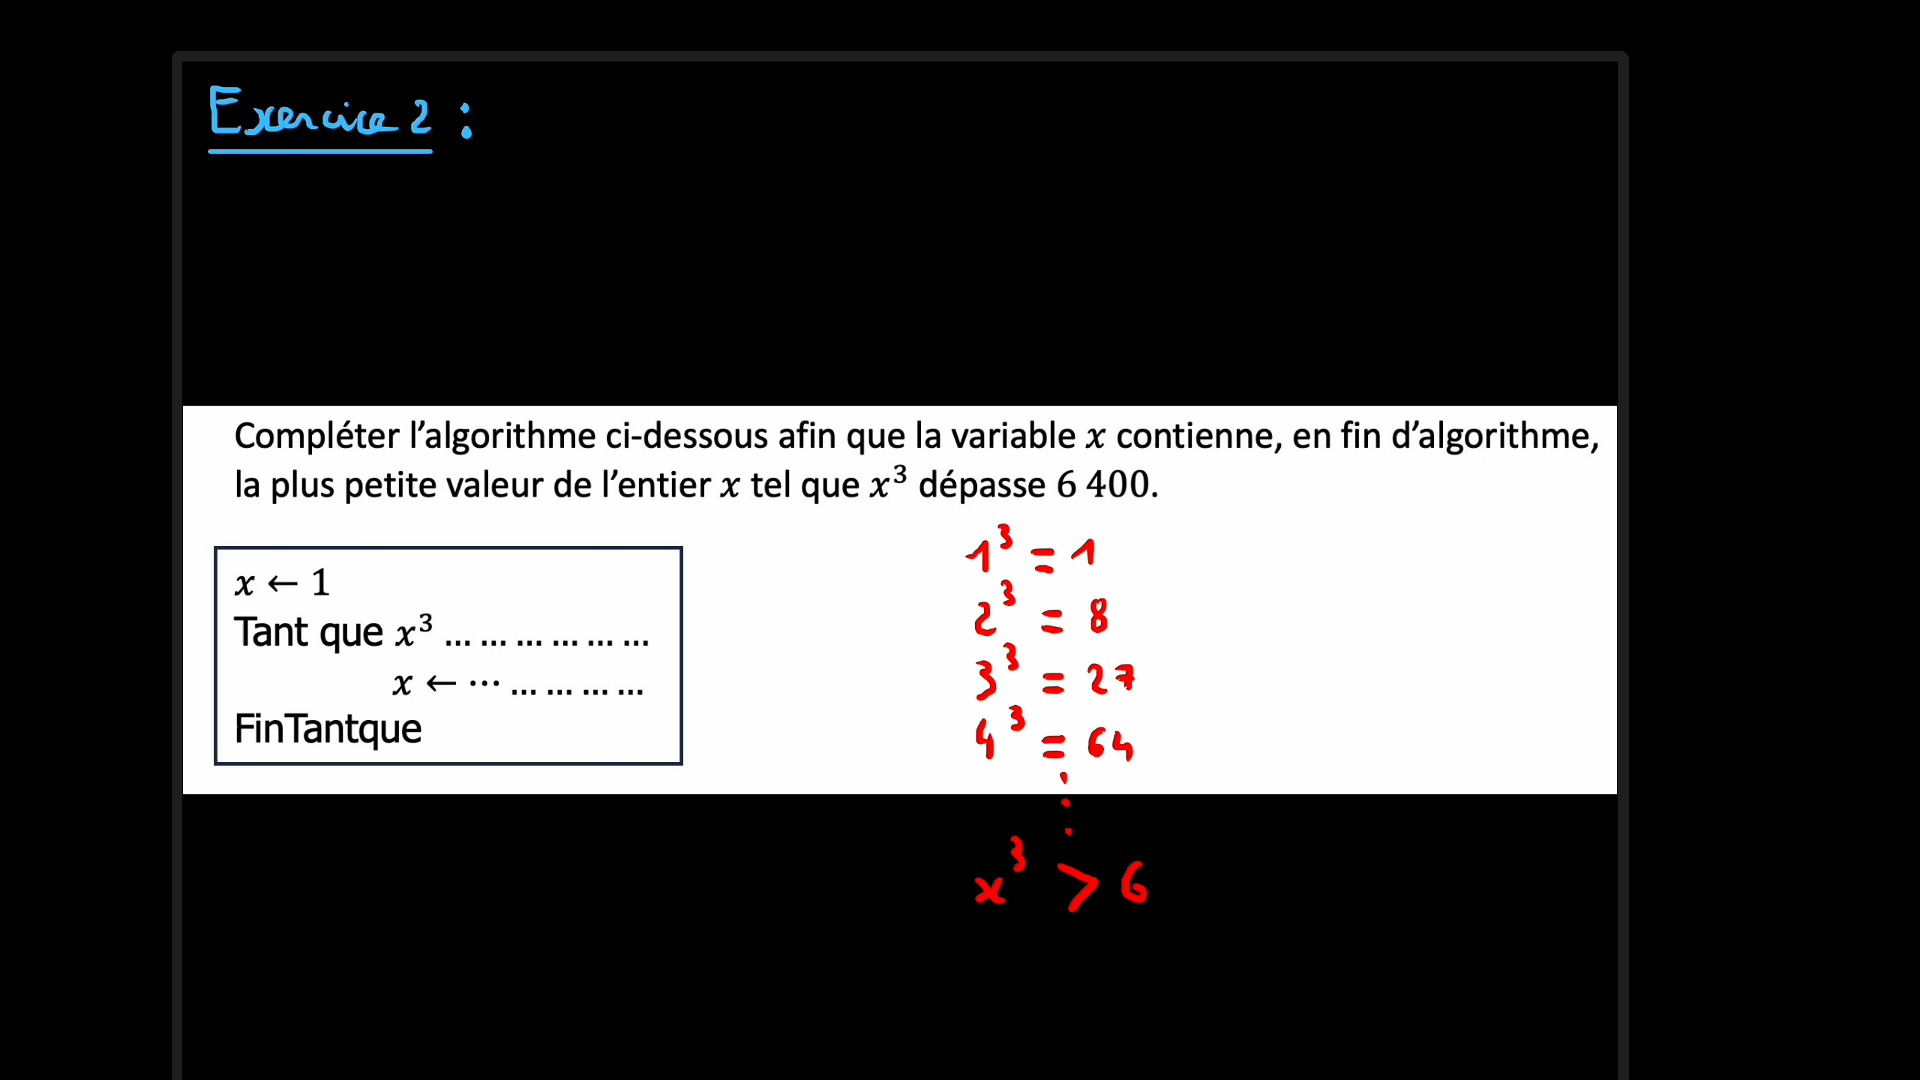 Exercice 2 :
Compléter l’algorithme ci-dessous afin que la variable x contienne, en fin d’algorithme,
la plus petite valeur de l’entier x tel que x³ dépasse 6 400.
x ← 1
Tant que x³ ... ... ... ... ... ...
x ← ⋯ ... ... ... ...
FinTantque
1³ = 1
2³ = 8
3³ = 27
4³ = 64
⋮
x³ > 6